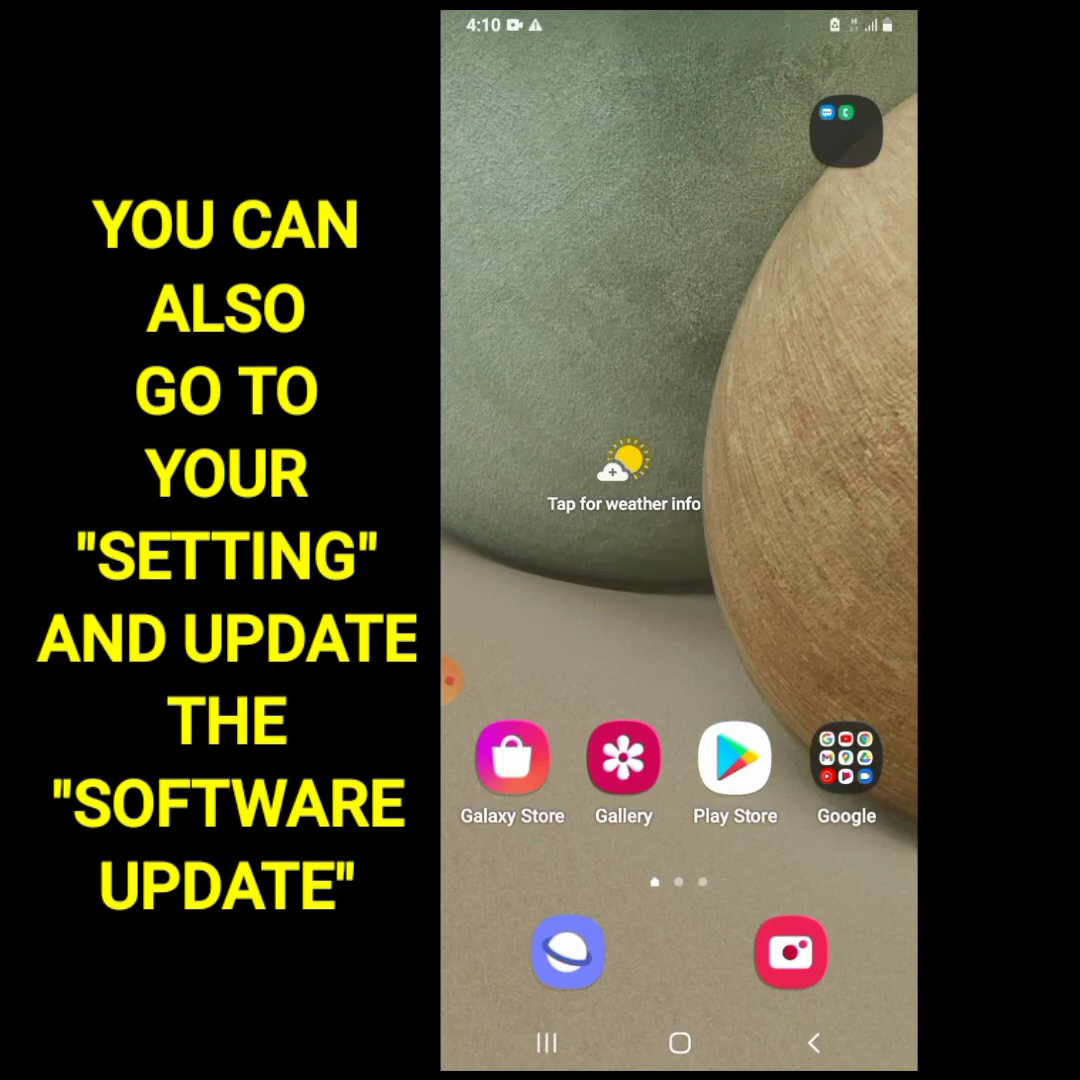 YOU CAN
ALSO
GO TO
YOUR
"SETTING"
AND UPDATE
THE
"SOFTWARE
UPDATE"
4:10
Tap for weather info
Galaxy Store
Gallery
Play Store
Google